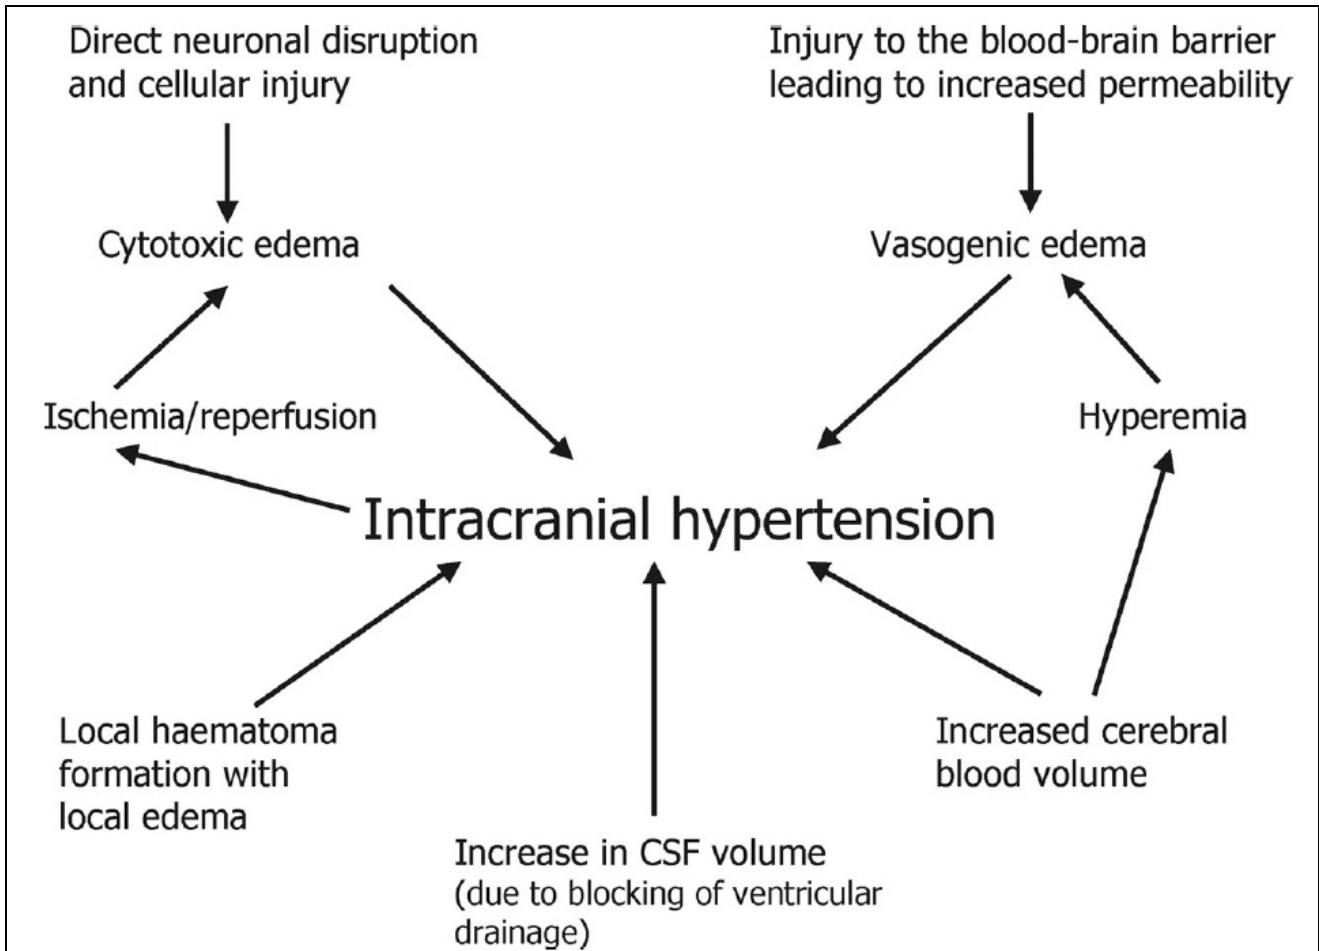 Direct neuronal disruption
and cellular injury
Injury to the blood-brain barrier
leading to increased permeability
Cytotoxic edema
Vasogenic edema
Ischemia/reperfusion
Hyperemia
Intracranial hypertension
Local haematoma
formation with
local edema
Increased cerebral
blood volume
Increase in CSF volume
(due to blocking of ventricular
drainage)